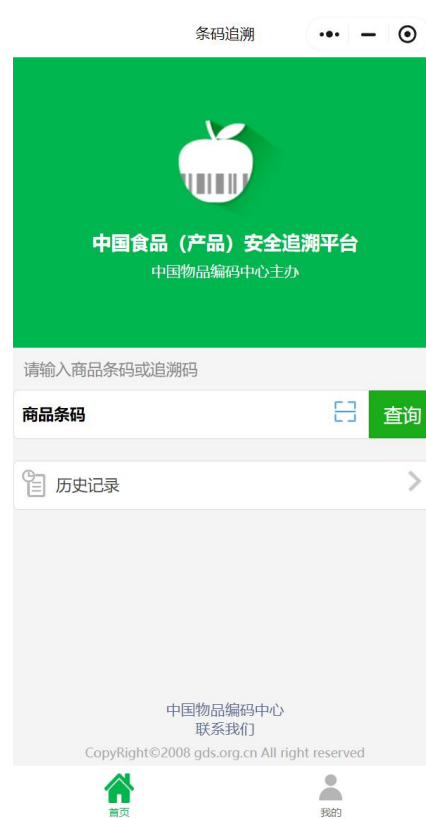 条码追溯
中国食品（产品）安全追溯平台
中国物品编码中心主办
请输入商品条码或追溯码
商品条码
查询
历史记录
中国物品编码中心
联系我们
CopyRight©2008 gds.org.cn All right reserved
首页
我的